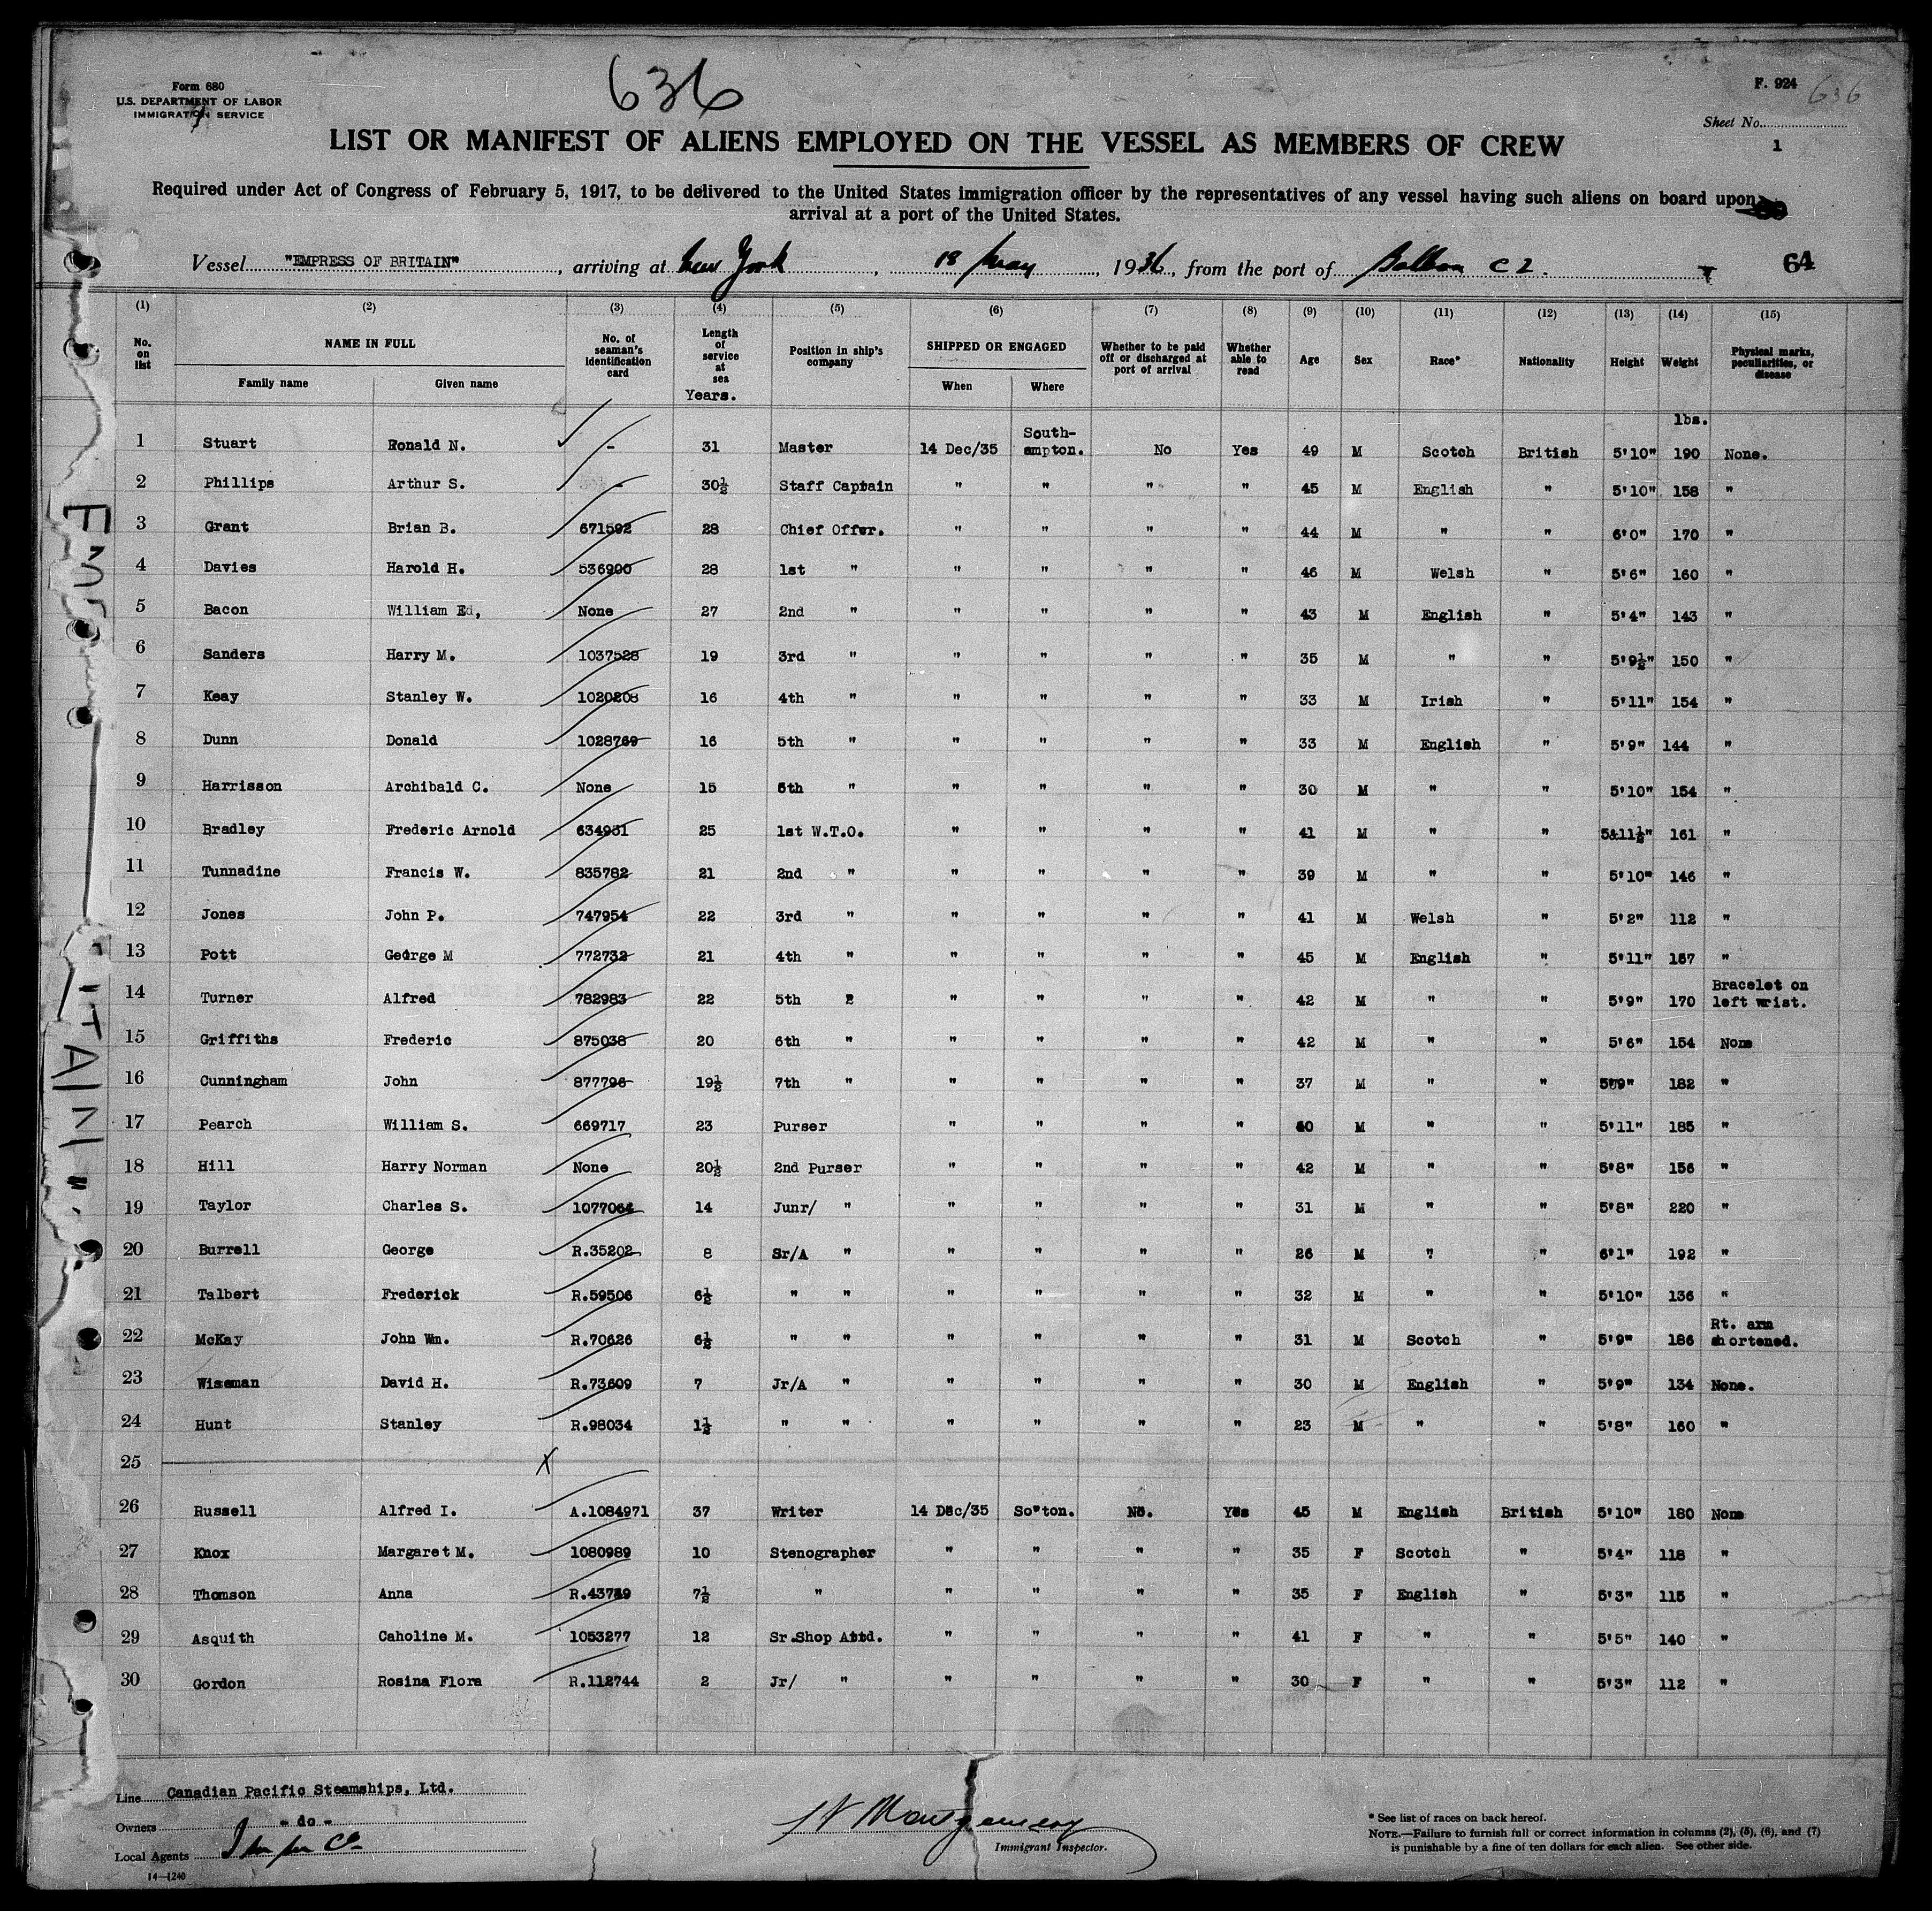 Form 680
U.S. DEPARTMENT OF LABOR
IMMIGRATION SERVICE
636
F. 924
636
Sheet No.
1
LIST OR MANIFEST OF ALIENS EMPLOYED ON THE VESSEL AS MEMBERS OF CREW
Required under Act of Congress of February 5, 1917, to be delivered to the United States immigration officer by the representatives of any vessel having such aliens on board upon
arrival at a port of the United States.
Vessel "EMPRESS OF BRITAIN", arriving at New York, 18 May, 1936, from the port of Balboa C Z. 64
(1) (2) (3) (4) (5) (6) (7) (8) (9) (10) (11) (12) (13) (14) (15)
No. on list NAME IN FULL Family name Given name No. of seaman's identification card Length of service at sea Years. Position in ship's company SHIPPED OR ENGAGED When Where Whether to be paid off or discharged at port of arrival Whether able to read Age Sex Race* Nationality Height Weight Physical marks, peculiarities, or disease
lbs.
1 Stuart Ronald N. - 31 Master 14 Dec/35 South-ampton. No Yes 49 M Scotch British 5'10" 190 None.
2 Phillips Arthur S. - 30½ Staff Captain " " " " 45 M English " 5'10" 158 "
3 Grant Brian B. 671592 28 Chief Offer. " " " " 44 M " " 6'0" 170 "
4 Davies Harold H. 536900 28 1st " " " " " 46 M Welsh " 5'6" 160 "
5 Bacon William Ed, None 27 2nd " " " " " 43 M English " 5'4" 143 "
6 Sanders Harry M. 1037528 19 3rd " " " " " 35 M " " 5'9½" 150 "
7 Keay Stanley W. 1020208 16 4th " " " " " 33 M Irish " 5'11" 154 "
8 Dunn Donald 1028769 16 5th " " " " " 33 M English " 5'9" 144 "
9 Harrisson Archibald C. None 15 6th " " " " " 30 M " " 5'10" 154 "
10 Bradley Frederic Arnold 634931 25 1st W.T.O. " " " " 41 M " " 5&11½" 161 "
11 Tunnadine Francis W. 835782 21 2nd " " " " " 39 M " " 5'10" 146 "
12 Jones John P. 747954 22 3rd " " " " " 41 M Welsh " 5'2" 112 "
13 Pott George M 772732 21 4th " " " " " 45 M English " 5'11" 157 "
14 Turner Alfred 782983 22 5th 2 " " " " 42 M " " 5'9" 170 Bracelet on left wrist.
15 Griffiths Frederic 875038 20 6th " " " " " 42 M " " 5'6" 154 None
16 Cunningham John 877796 19½ 7th " " " " " 37 M " " 5'9" 182 "
17 Pearch William S. 669717 23 Purser " " " " 40 M " " 5'11" 185 "
18 Hill Harry Norman None 20½ 2nd Purser " " " " 42 M " " 5'8" 156 "
19 Taylor Charles S. 1077064 14 Junr/ " " " " " 31 M " " 5'8" 220 "
20 Burrell George R.35202 8 Sr/A " " " " " 26 M " " 6'1" 192 "
21 Talbert Frederick R.59506 6½ " " " " " " 32 M " " 5'10" 136 "
22 McKay John Wm. R.70626 6½ " " " " " " 31 M Scotch " 5'9" 186 Rt. arm shortened.
23 Wiseman David H. R.73609 7 Jr/A " " " " " 30 M English " 5'9" 134 None.
24 Hunt Stanley R.98034 1½ " " " " " " 23 M " " 5'8" 160 "
25 X
26 Russell Alfred I. A.1084971 37 Writer 14 Dec/35 So"ton. No. Yes 45 M English British 5'10" 180 None
27 Knox Margaret M. 1080989 10 Stenographer " " " " 35 F Scotch " 5'4" 118 "
28 Thomson Anna 7½ " " " " " 35 F English " 5'3" 115 "
29 Asquith Caholine M. 1053277 12 Sr.Shop Attd. " " " " 41 F " " 5'5" 140 "
30 Gordon Rosina Flora R.112744 2 Jr/ " " " " " 30 F " " 5'3" 112 "
Line Canadian Pacific Steamships, Ltd.
Owners - do -
Local Agents
14—1240
Montgomery
Immigrant Inspector.
* See list of races on back hereof.
NOTE.—Failure to furnish full or correct information in columns (2), (5), (6), and (7)
is punishable by a fine of ten dollars for each alien. See other side.